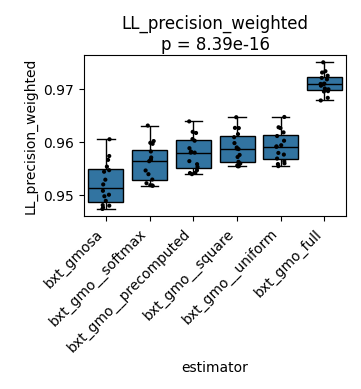 LL_precision_weighted
p = 8.39e-16
LL_precision_weighted
0.97
0.96
0.95
bxt_gmosa
bxt_gmo__softmax
bxt_gmo__precomputed
bxt_gmo__square
bxt_gmo__uniform
bxt_gmo_full
estimator